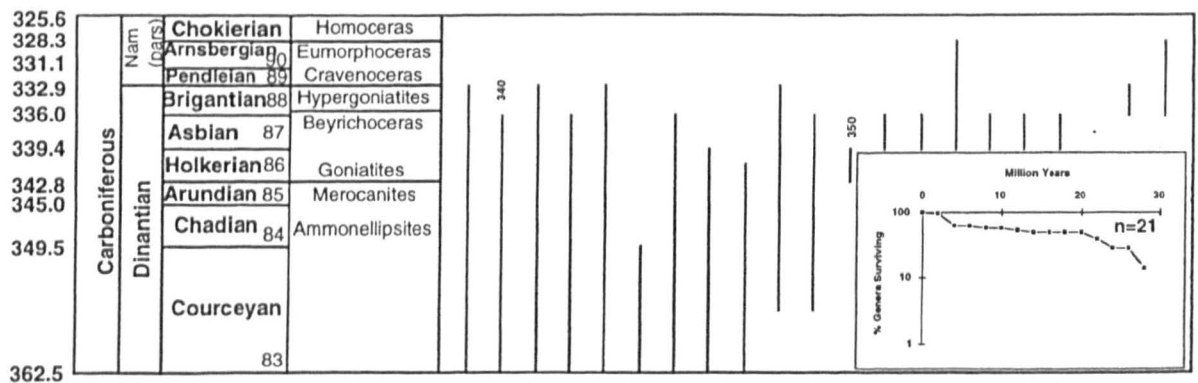 325.6
328.3
331.1
332.9
336.0
339.4
342.8
345.0
349.5
362.5
Carboniferous
Nam
(pars)
Dinantian
Chokierian Homoceras
Arnsbergian 90 Eumorphoceras
Pendleian 89 Cravenoceras
Brigantian 88 Hypergoniatites
Asbian 87 Beyrichoceras
Holkerian 86 Goniatites
Arundian 85 Merocanites
Chadian 84 Ammonellipsites
Courceyan
83
340
350
Million Years
0 10 20 30
100
10
1
n=21
% Genera Surviving